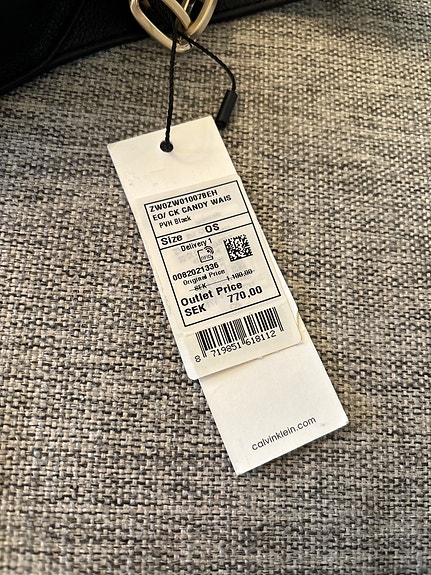 ZW0ZW01007BEH
EO/ CK CANDY WAIS
PVH Black
Size OS
Delivery 1
0082021336
Original Price
SEK 1.100,00
Outlet Price
SEK 770,00
8 719851 618112
calvinklein.com